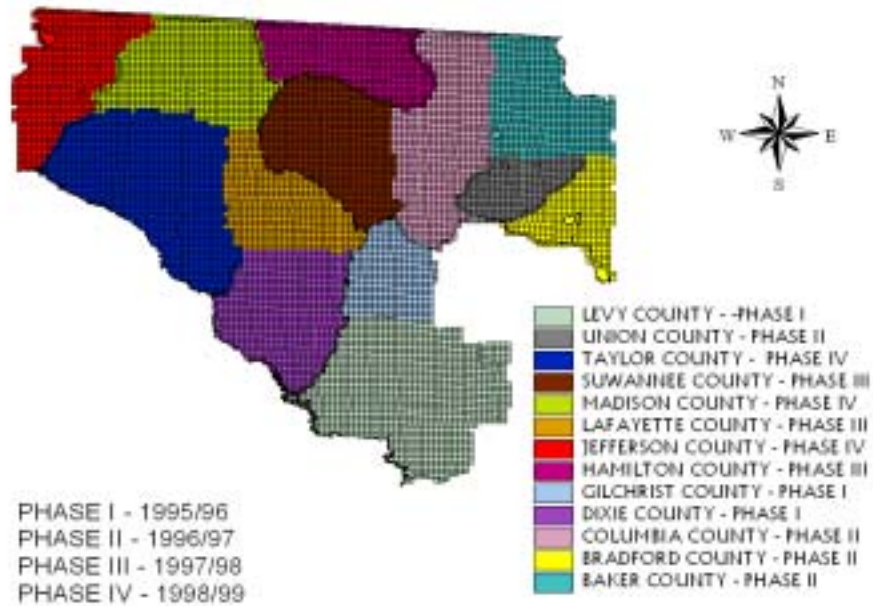 N
W E
S
LEVY COUNTY - -PHASE I
UNION COUNTY - PHASE II
TAYLOR COUNTY - PHASE IV
SUWANNEE COUNTY - PHASE III
MADISON COUNTY - PHASE IV
LAFAYETTE COUNTY - PHASE III
JEFFERSON COUNTY - PHASE IV
HAMILTON COUNTY - PHASE III
GILCHRIST COUNTY - PHASE I
DIXIE COUNTY - PHASE I
COLUMBIA COUNTY - PHASE II
BRADFORD COUNTY - PHASE II
BAKER COUNTY - PHASE II
PHASE I - 1995/96
PHASE II - 1996/97
PHASE III - 1997/98
PHASE IV - 1998/99